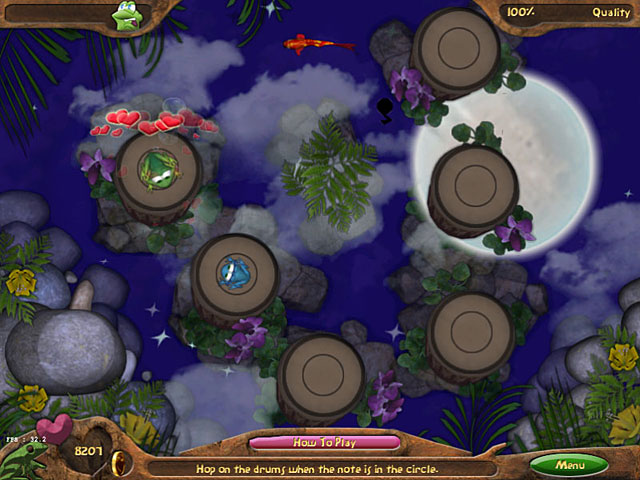 100% Quality
FPS : 32.2
8207
How To Play
Hop on the drums when the note is in the circle.
Menu